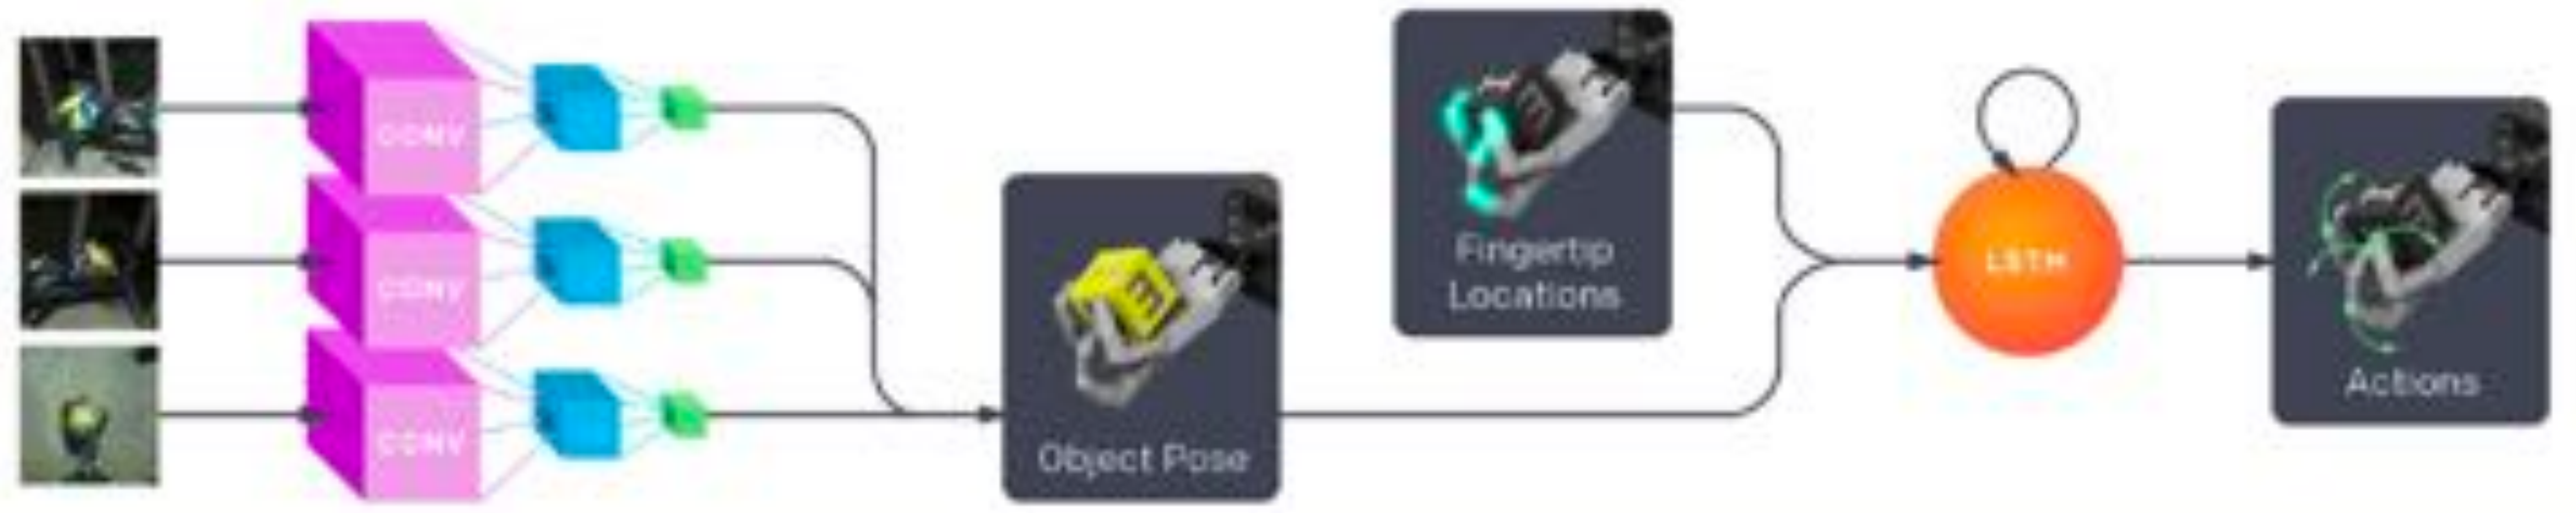 CONV
CONV
CONV
Object Pose
Fingertip
Locations
LSTM
Actions